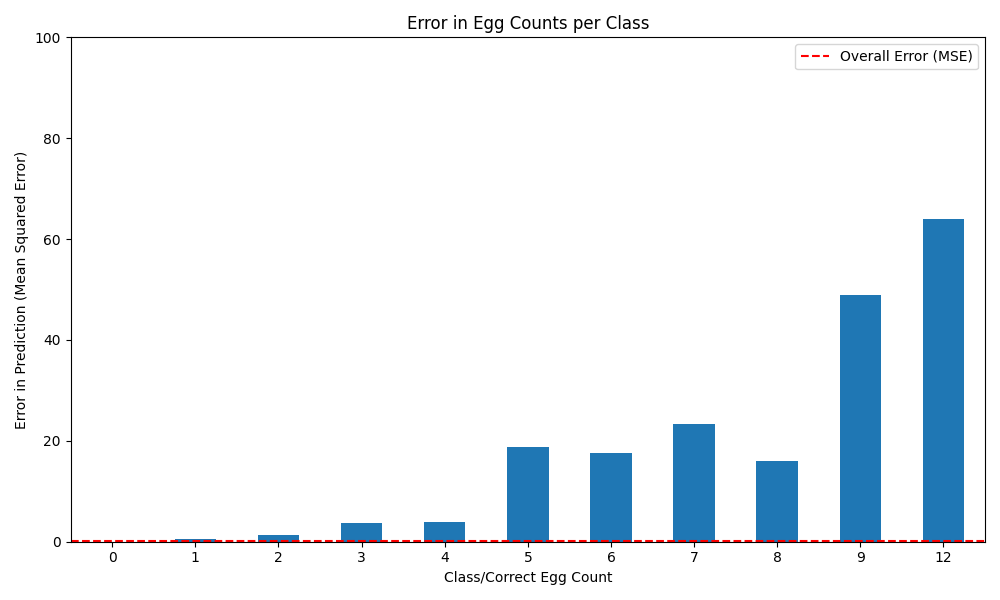 Error in Egg Counts per Class
Overall Error (MSE)
Error in Prediction (Mean Squared Error)
100
80
60
40
20
0
0 1 2 3 4 5 6 7 8 9 12
Class/Correct Egg Count